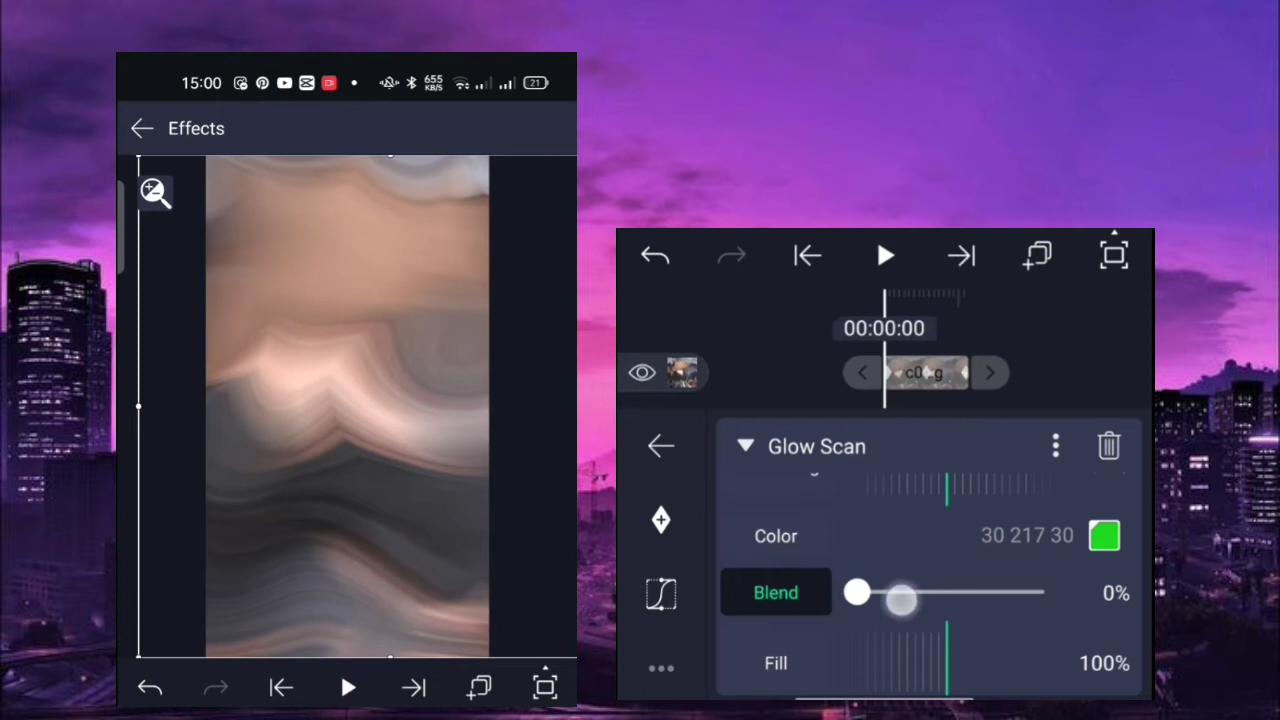 15:00
655
KB/S
21
Effects
00:00:00
c0 g
Glow Scan
Color 30 217 30
Blend 0%
Fill 100%